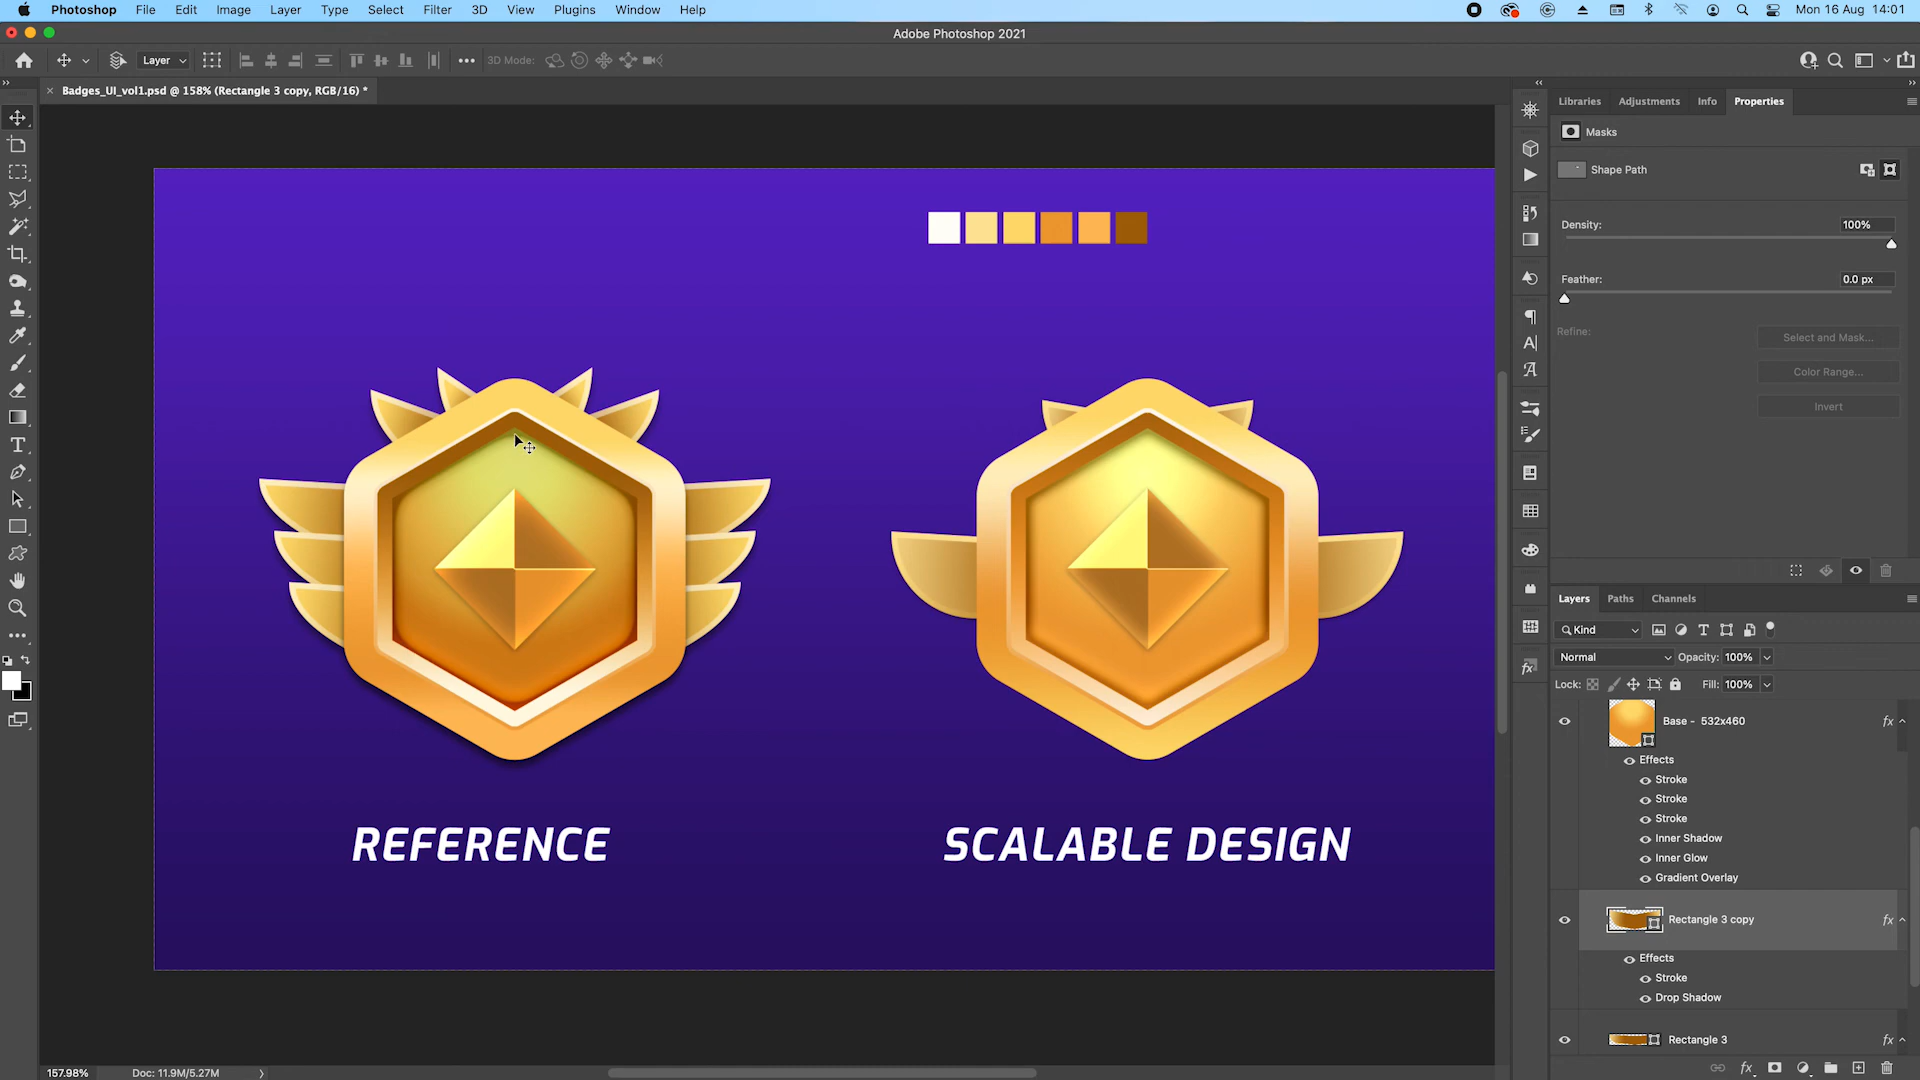 Photoshop File Edit Image Layer Type Select Filter 3D View Plugins Window Help Mon 16 Aug 14:01
Adobe Photoshop 2021
Layer 3D Mode:
Badges_UI_vol1.psd @ 158% (Rectangle 3 copy, RGB/16) *
Libraries Adjustments Info Properties
Masks
Shape Path
Density: 100%
Feather: 0.0 px
Refine: Select and Mask...
Color Range...
Invert
REFERENCE
SCALABLE DESIGN
Layers Paths Channels
Kind
Normal Opacity: 100%
Lock: Fill: 100%
Base - 532x460 fx
Effects
Stroke
Stroke
Stroke
Inner Shadow
Inner Glow
Gradient Overlay
Rectangle 3 copy fx
Effects
Stroke
Drop Shadow
Rectangle 3 fx
157.98% Doc: 11.9M/5.27M